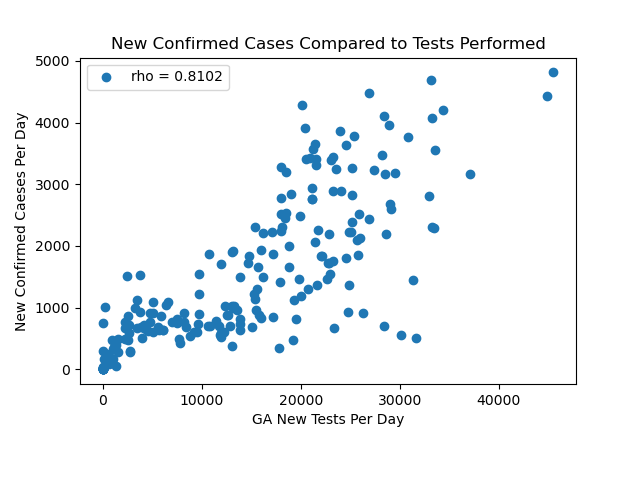 New Confirmed Cases Compared to Tests Performed
rho = 0.8102
5000
4000
3000
2000
1000
0
New Confirmed Caeses Per Day
0 10000 20000 30000 40000
GA New Tests Per Day